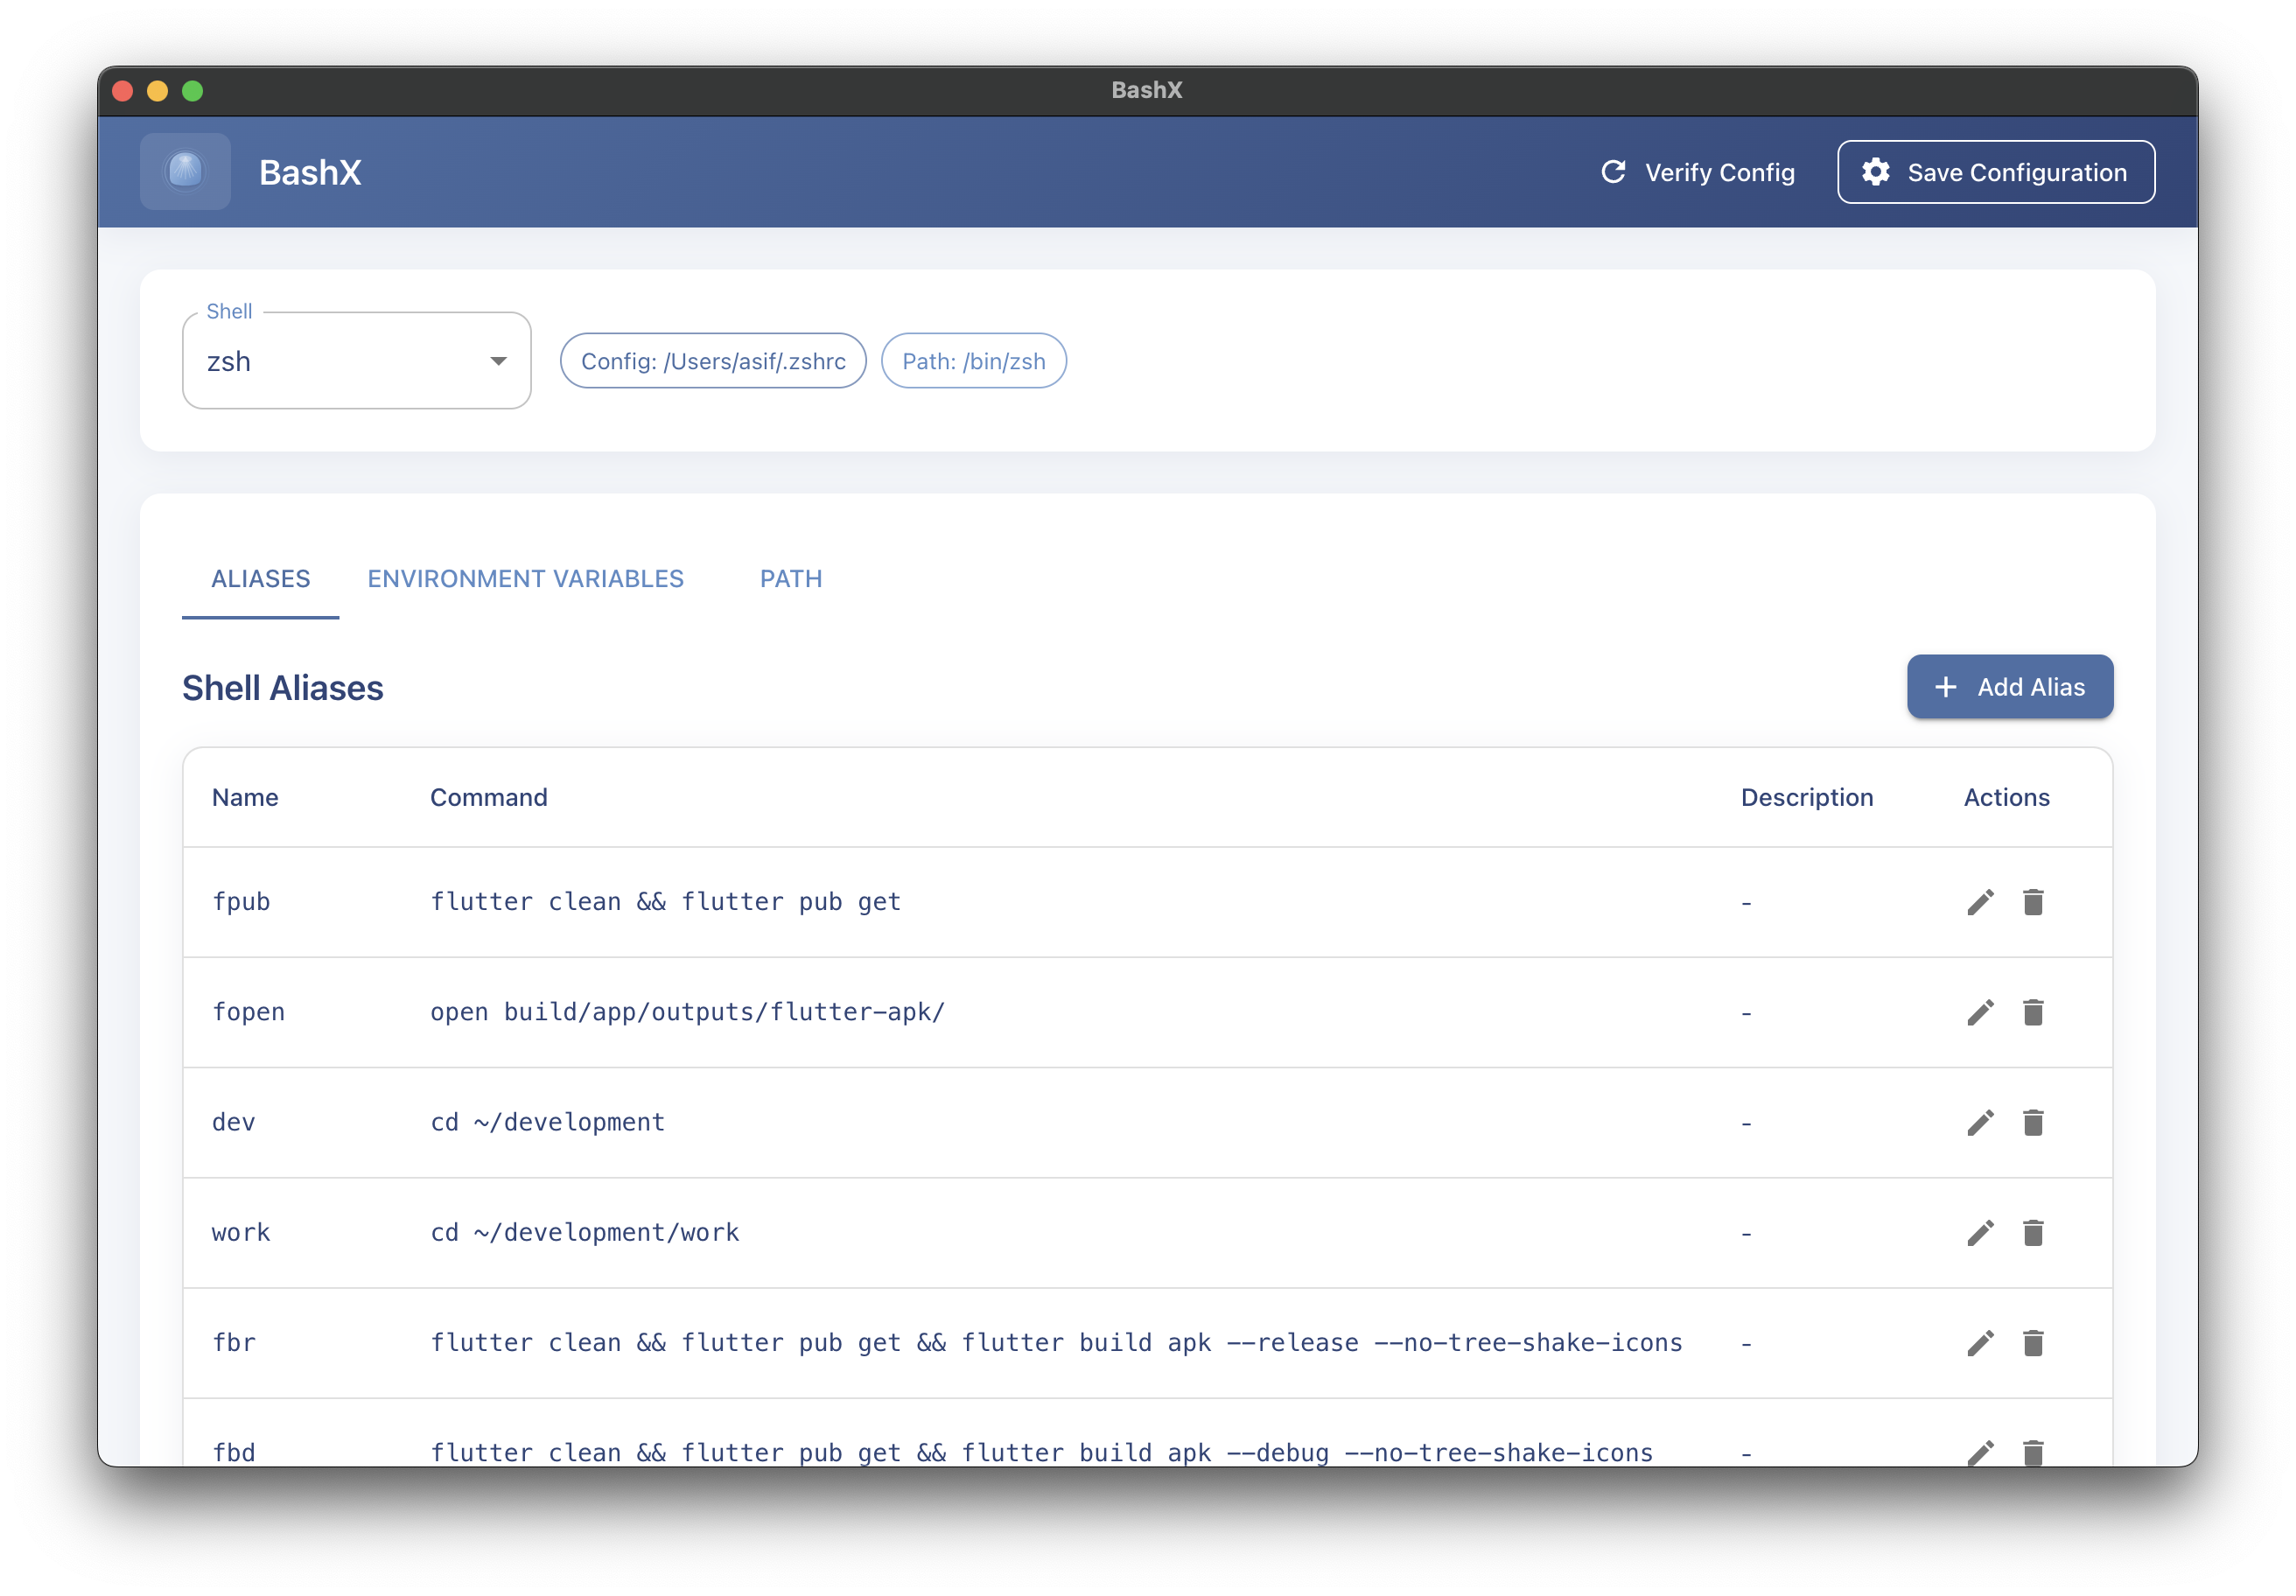 BashX
BashX
Verify Config
Save Configuration
Shell
zsh
Config: /Users/asif/.zshrc
Path: /bin/zsh
ALIASES
ENVIRONMENT VARIABLES
PATH
Shell Aliases
+ Add Alias
Name Command Description Actions
fpub flutter clean && flutter pub get -
fopen open build/app/outputs/flutter-apk/ -
dev cd ~/development -
work cd ~/development/work -
fbr flutter clean && flutter pub get && flutter build apk --release --no-tree-shake-icons -
fbd flutter clean && flutter pub get && flutter build apk --debug --no-tree-shake-icons -